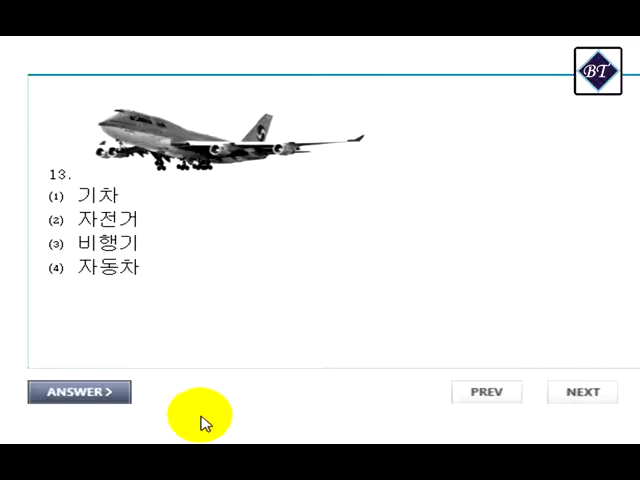 BT
13.
(1) 기차
(2) 자전거
(3) 비행기
(4) 자동차
ANSWER >
PREV
NEXT